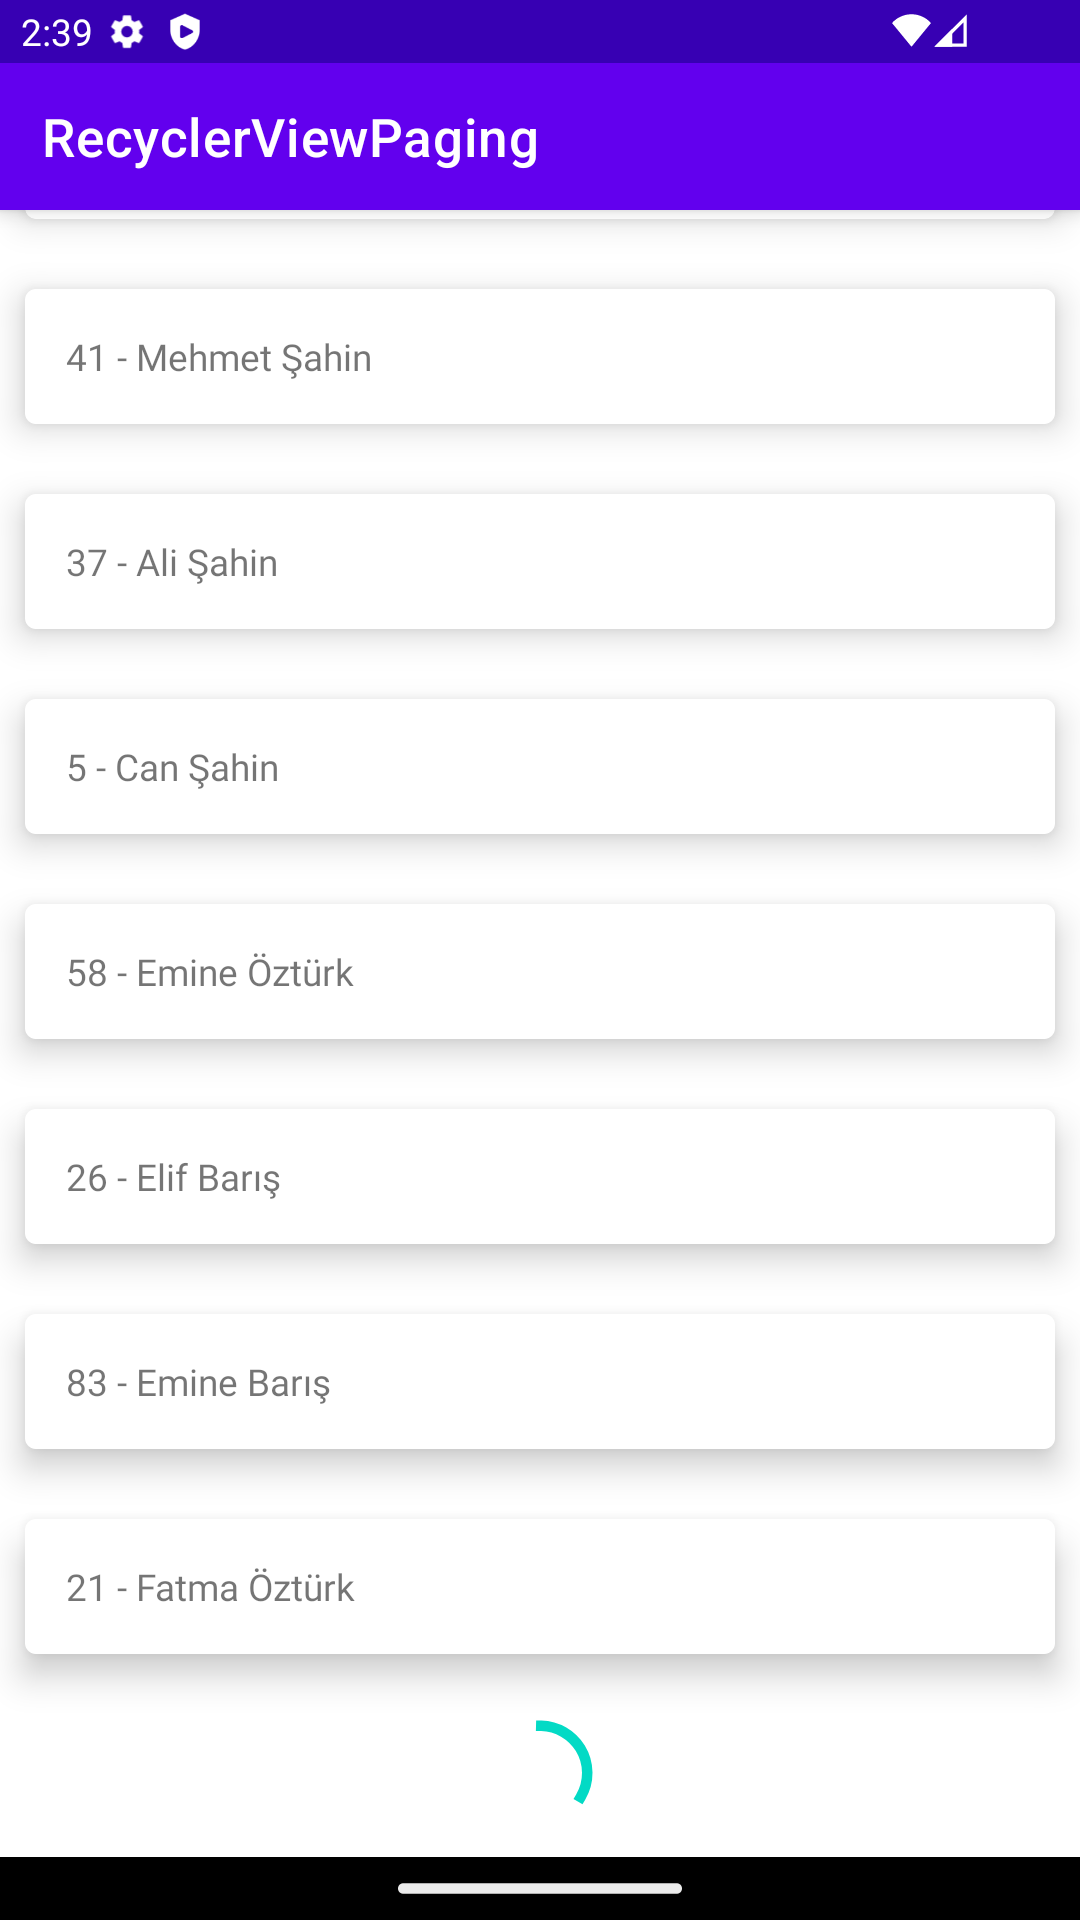 2:39
RecyclerViewPaging
41 - Mehmet Şahin
37 - Ali Şahin
5 - Can Şahin
58 - Emine Öztürk
26 - Elif Barış
83 - Emine Barış
21 - Fatma Öztürk